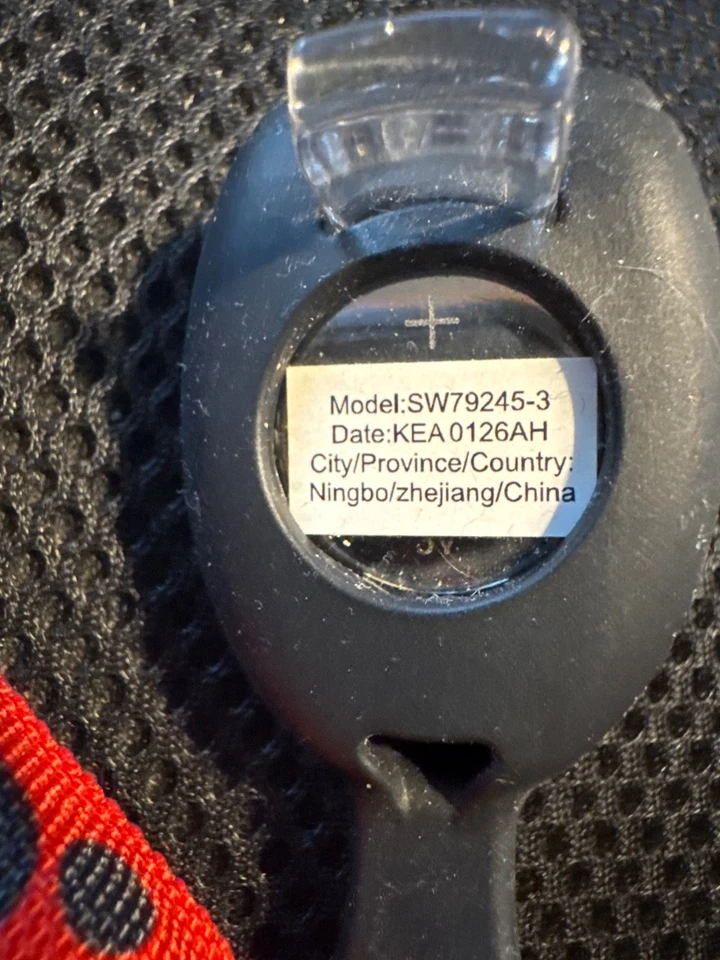 +
Model:SW79245-3
Date:KEA 0126AH
City/Province/Country:
Ningbo/zhejiang/China